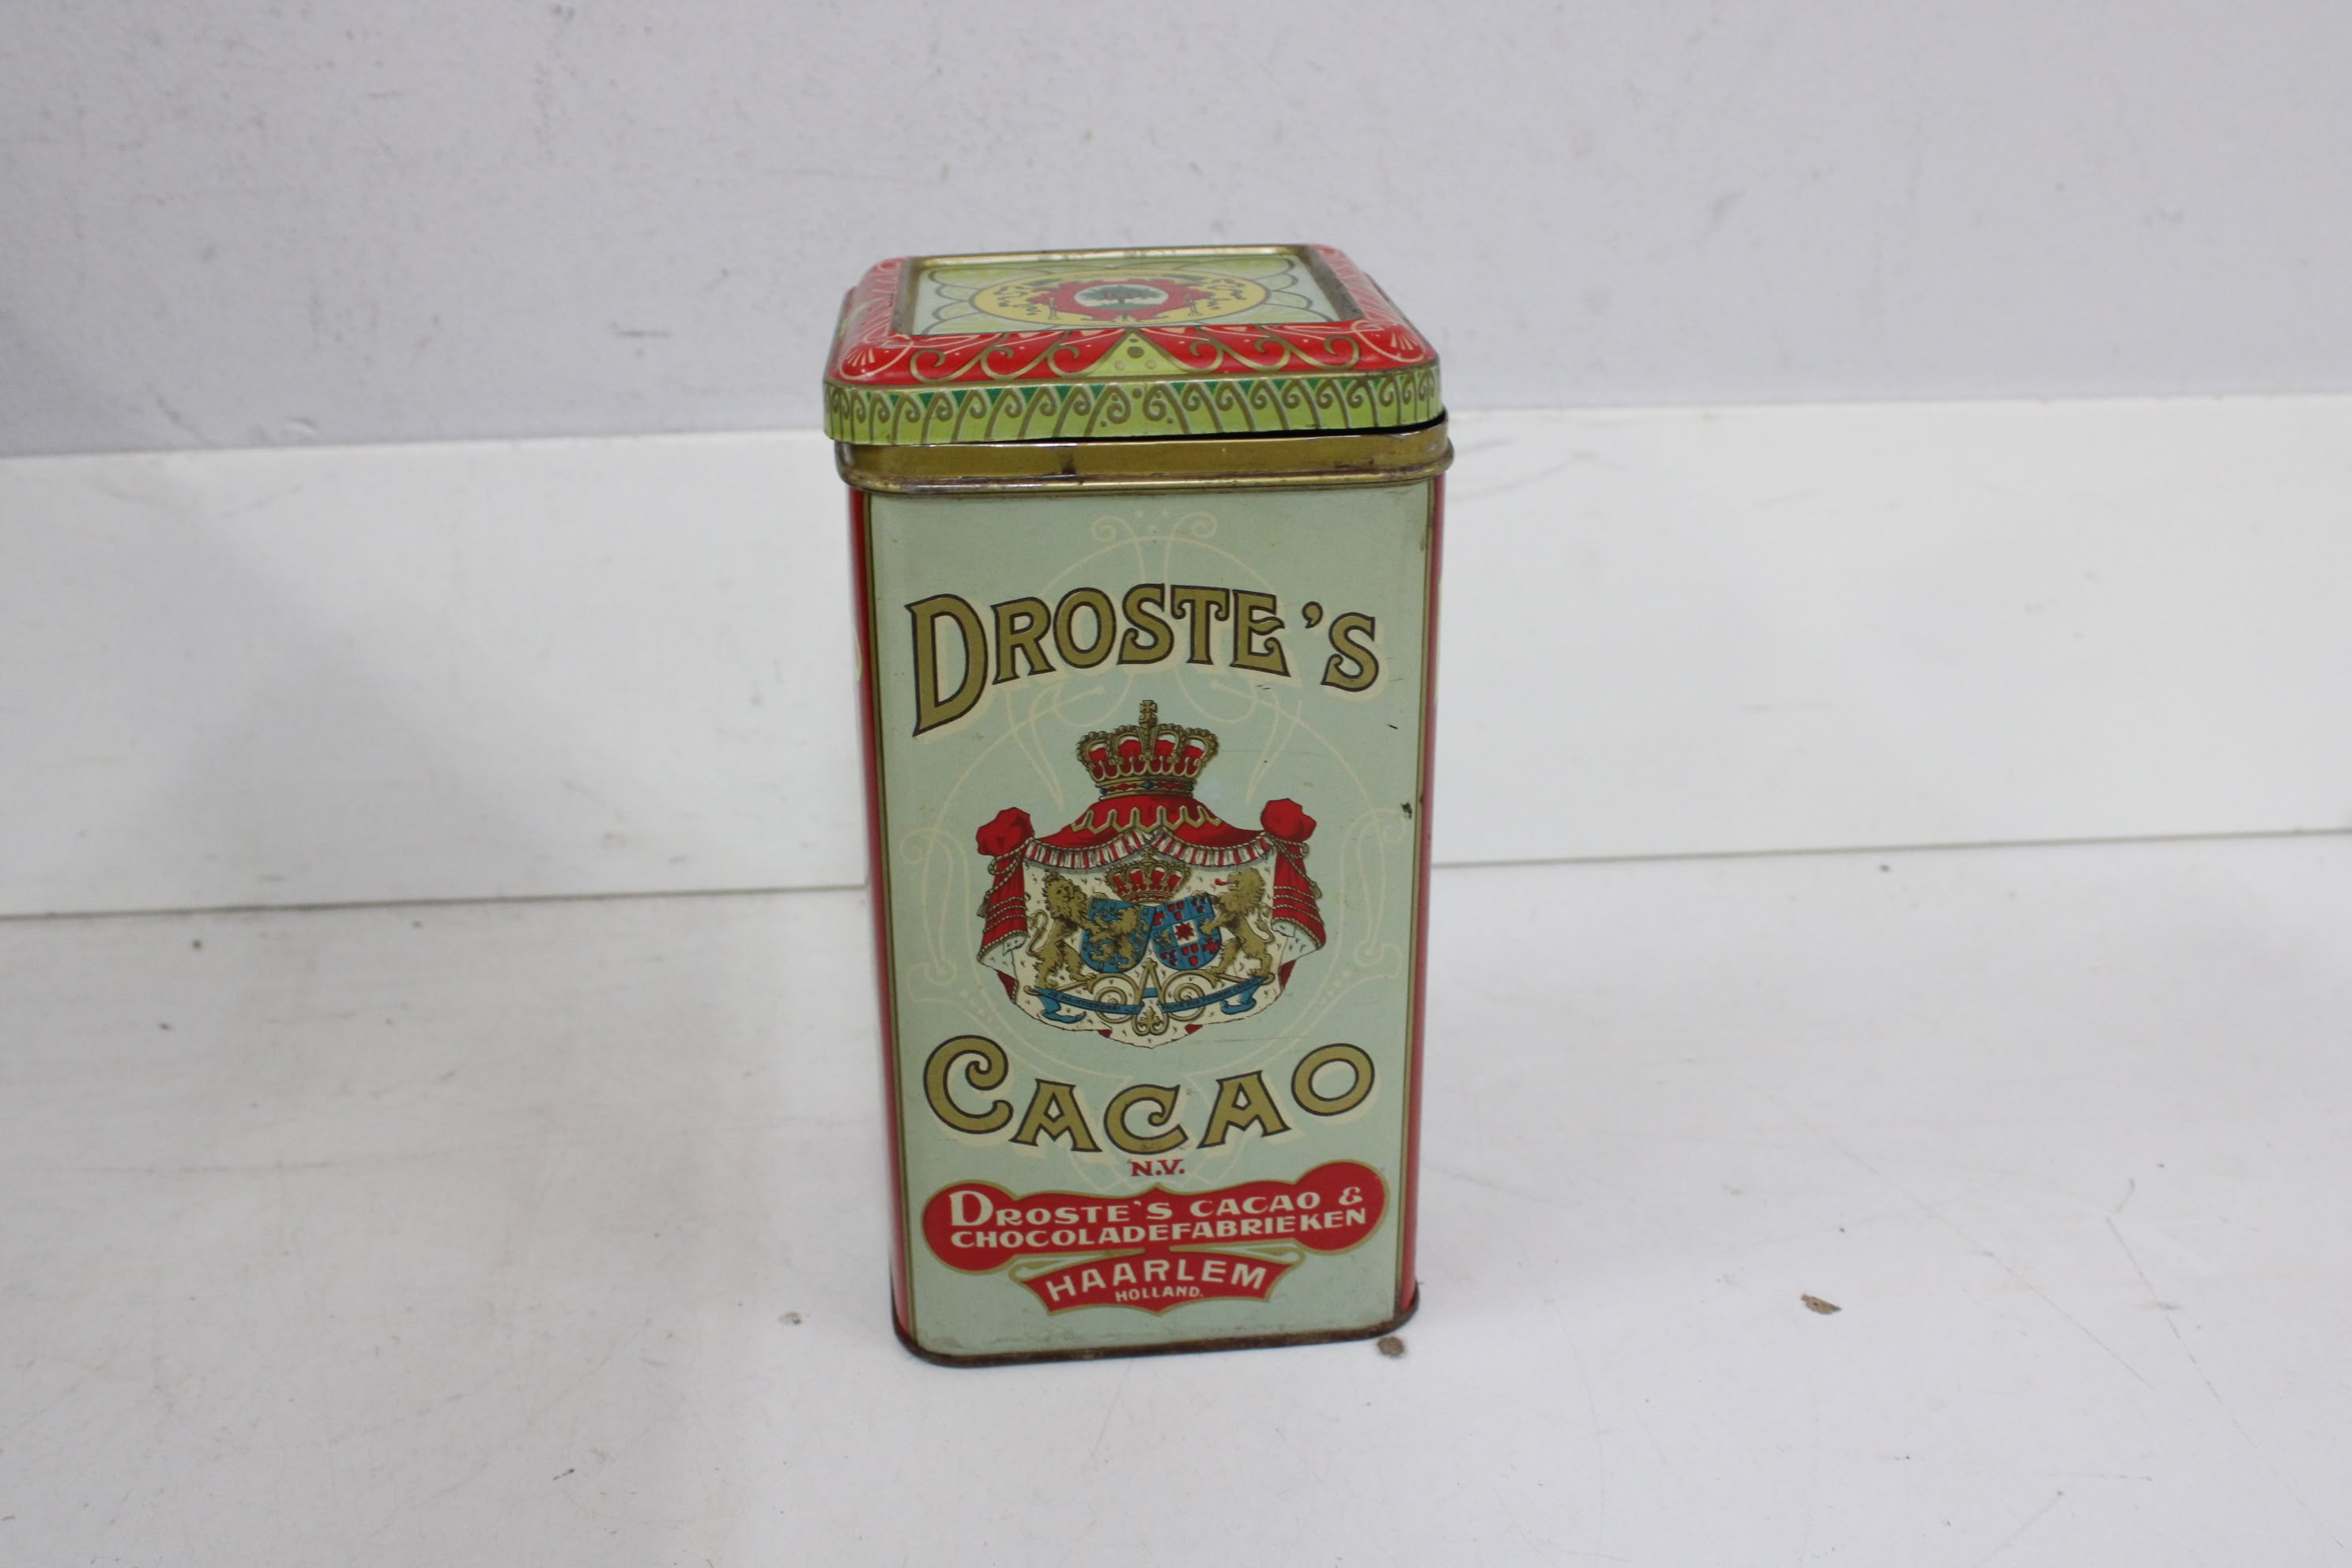 DROSTE'S
CACAO
N.V.
DROSTE'S CACAO &
CHOCOLADEFABRIEKEN
HAARLEM
HOLLAND.